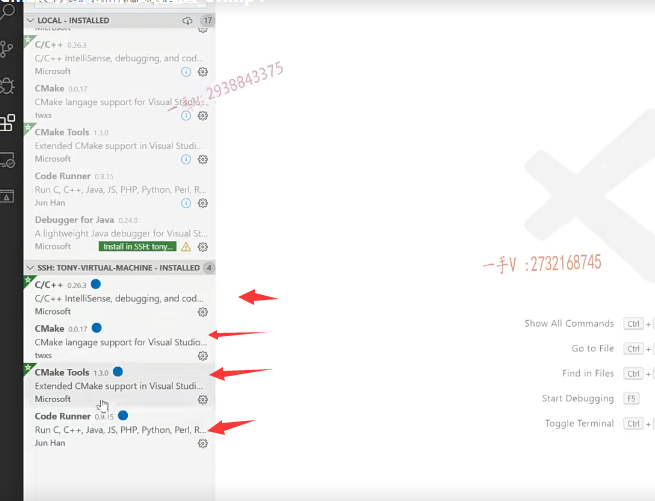 LOCAL - INSTALLED 17
Microsoft
C/C++ 0.26.3
C/C++ IntelliSense, debugging, and cod...
Microsoft
CMake 0.0.17
CMake langage support for Visual Studio...
twxs
CMake Tools 1.3.0
Extended CMake support in Visual Studi...
Microsoft
Code Runner 0.9.15
Run C, C++, Java, JS, PHP, Python, Perl, R...
Jun Han
Debugger for Java 0.24.0
A lightweight Java debugger for Visual St...
Microsoft Install in SSH: tony...
SSH: TONY-VIRTUAL-MACHINE - INSTALLED 4
C/C++ 0.26.3
C/C++ IntelliSense, debugging, and cod...
Microsoft
CMake 0.0.17
CMake langage support for Visual Studio...
twxs
CMake Tools 1.3.0
Extended CMake support in Visual Studi...
Microsoft
Code Runner 0.9.15
Run C, C++, Java, JS, PHP, Python, Perl, R...
Jun Han
2938843375
一手V :2732168745
Show All Commands Ctrl +
Go to File Ctrl +
Find in Files Ctrl +
Start Debugging F5
Toggle Terminal Ctrl +